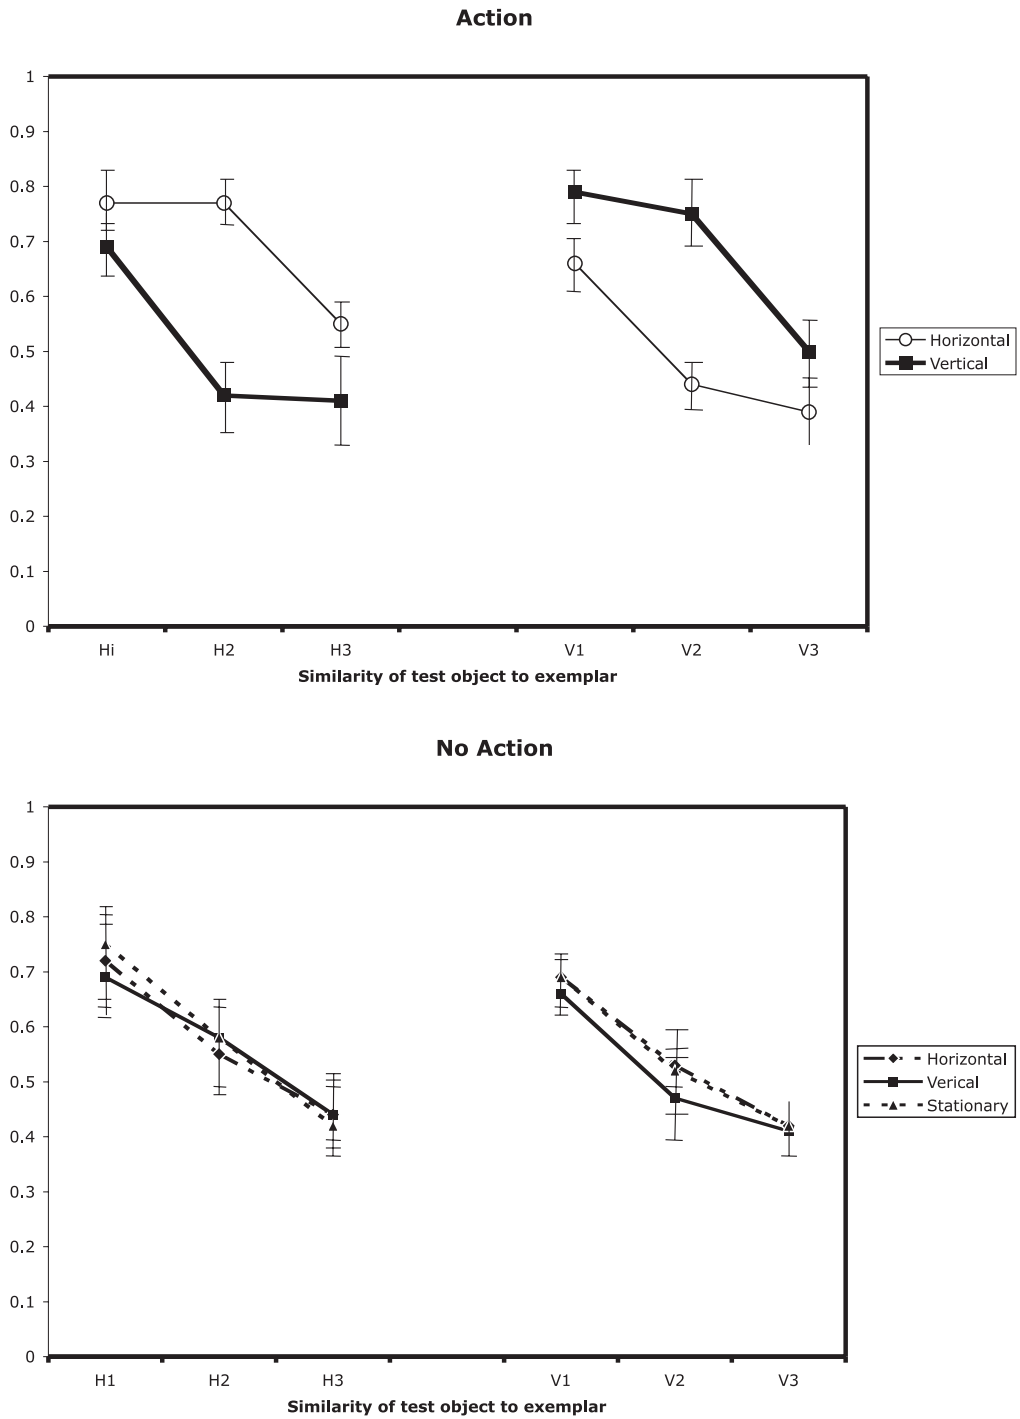 Action
1
0.9
0.8
0.7
0.6
0.5
0.4
0.3
0.2
0.1
0
Horizontal
Vertical
Hi H2 H3 V1 V2 V3
Similarity of test object to exemplar
No Action
1
0.9
0.8
0.7
0.6
0.5
0.4
0.3
0.2
0.1
0
Horizontal
Verical
Stationary
H1 H2 H3 V1 V2 V3
Similarity of test object to exemplar